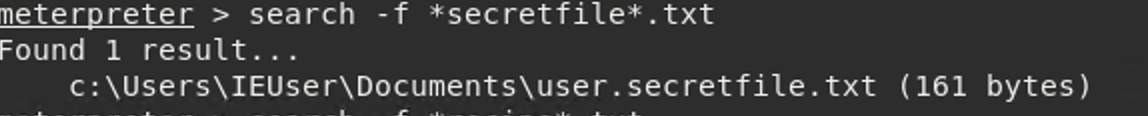 meterpreter > search -f *secretfile*.txt
Found 1 result...
    c:\Users\IEUser\Documents\user.secretfile.txt (161 bytes)